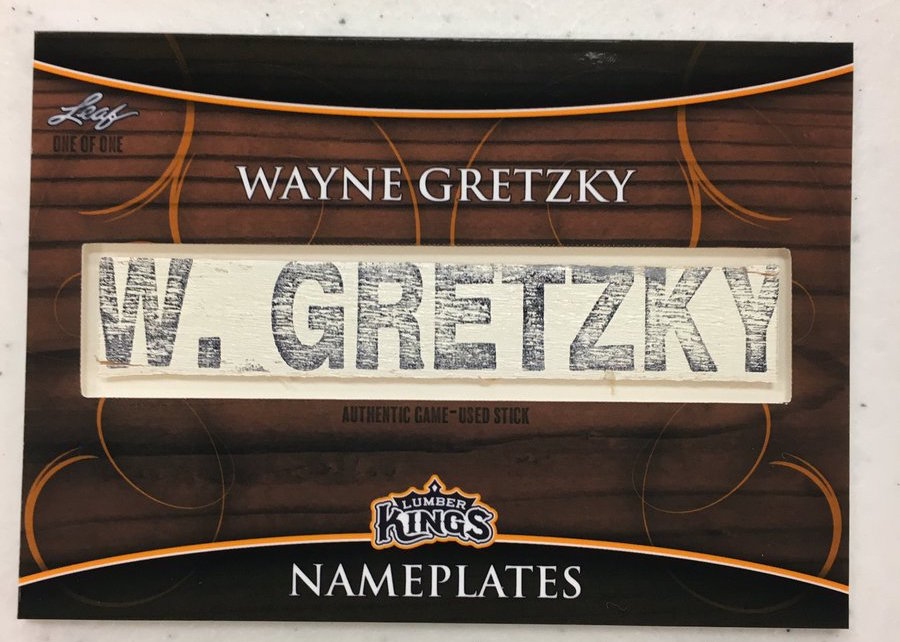 Leaf
ONE OF ONE
WAYNE GRETZKY
W. GRETZKY
AUTHENTIC GAME-USED STICK
LUMBER
KINGS
NAMEPLATES